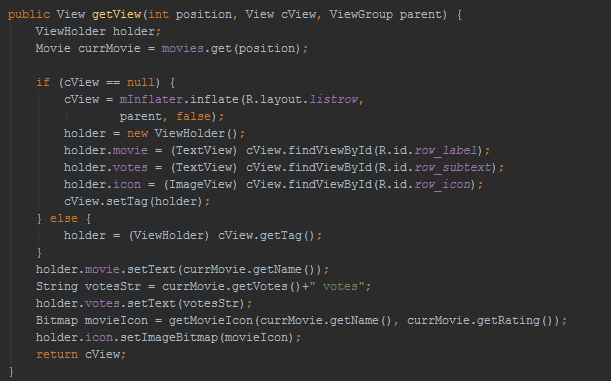 public View getView(int position, View cView, ViewGroup parent) {
    ViewHolder holder;
    Movie currMovie = movies.get(position);

    if (cView == null) {
        cView = mInflater.inflate(R.layout.listrow,
                parent, false);
        holder = new ViewHolder();
        holder.movie = (TextView) cView.findViewById(R.id.row_label);
        holder.votes = (TextView) cView.findViewById(R.id.row_subtext);
        holder.icon = (ImageView) cView.findViewById(R.id.row_icon);
        cView.setTag(holder);
    } else {
        holder = (ViewHolder) cView.getTag();
    }
    holder.movie.setText(currMovie.getName());
    String votesStr = currMovie.getVotes()+" votes";
    holder.votes.setText(votesStr);
    Bitmap movieIcon = getMovieIcon(currMovie.getName(), currMovie.getRating());
    holder.icon.setImageBitmap(movieIcon);
    return cView;
}